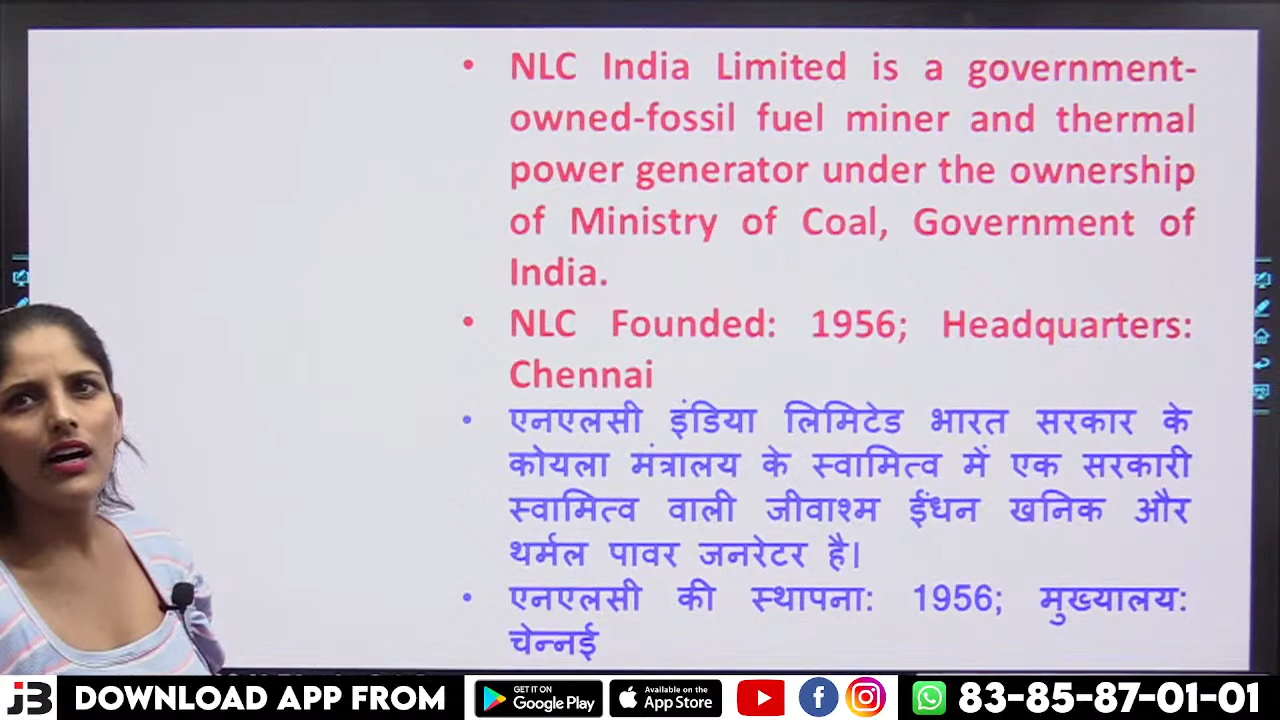 • NLC India Limited is a government-
owned-fossil fuel miner and thermal
power generator under the ownership
of Ministry of Coal, Government of
India.
• NLC Founded: 1956; Headquarters:
Chennai
• एनएलसी इंडिया लिमिटेड भारत सरकार के
कोयला मंत्रालय के स्वामित्व में एक सरकारी
स्वामित्व वाली जीवाश्म ईंधन खनिक और
थर्मल पावर जनरेटर है।
• एनएलसी की स्थापना: 1956; मुख्यालय:
चेन्नई
JB DOWNLOAD APP FROM GET IT ON Google Play Available on the App Store 83-85-87-01-01